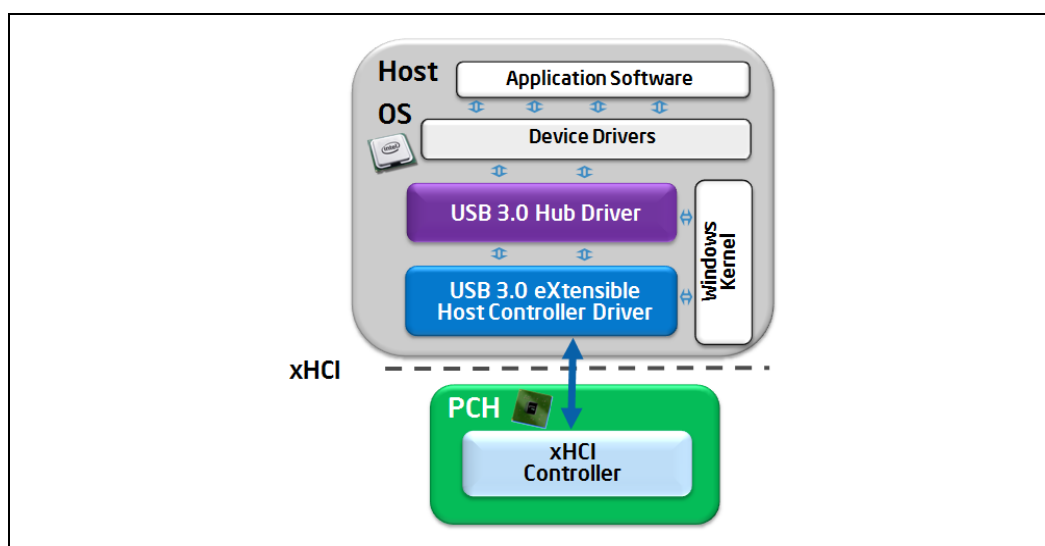 Host
OS
Application Software
Device Drivers
USB 3.0 Hub Driver
USB 3.0 eXtensible
Host Controller Driver
Windows
Kernel
xHCI
PCH
xHCI
Controller